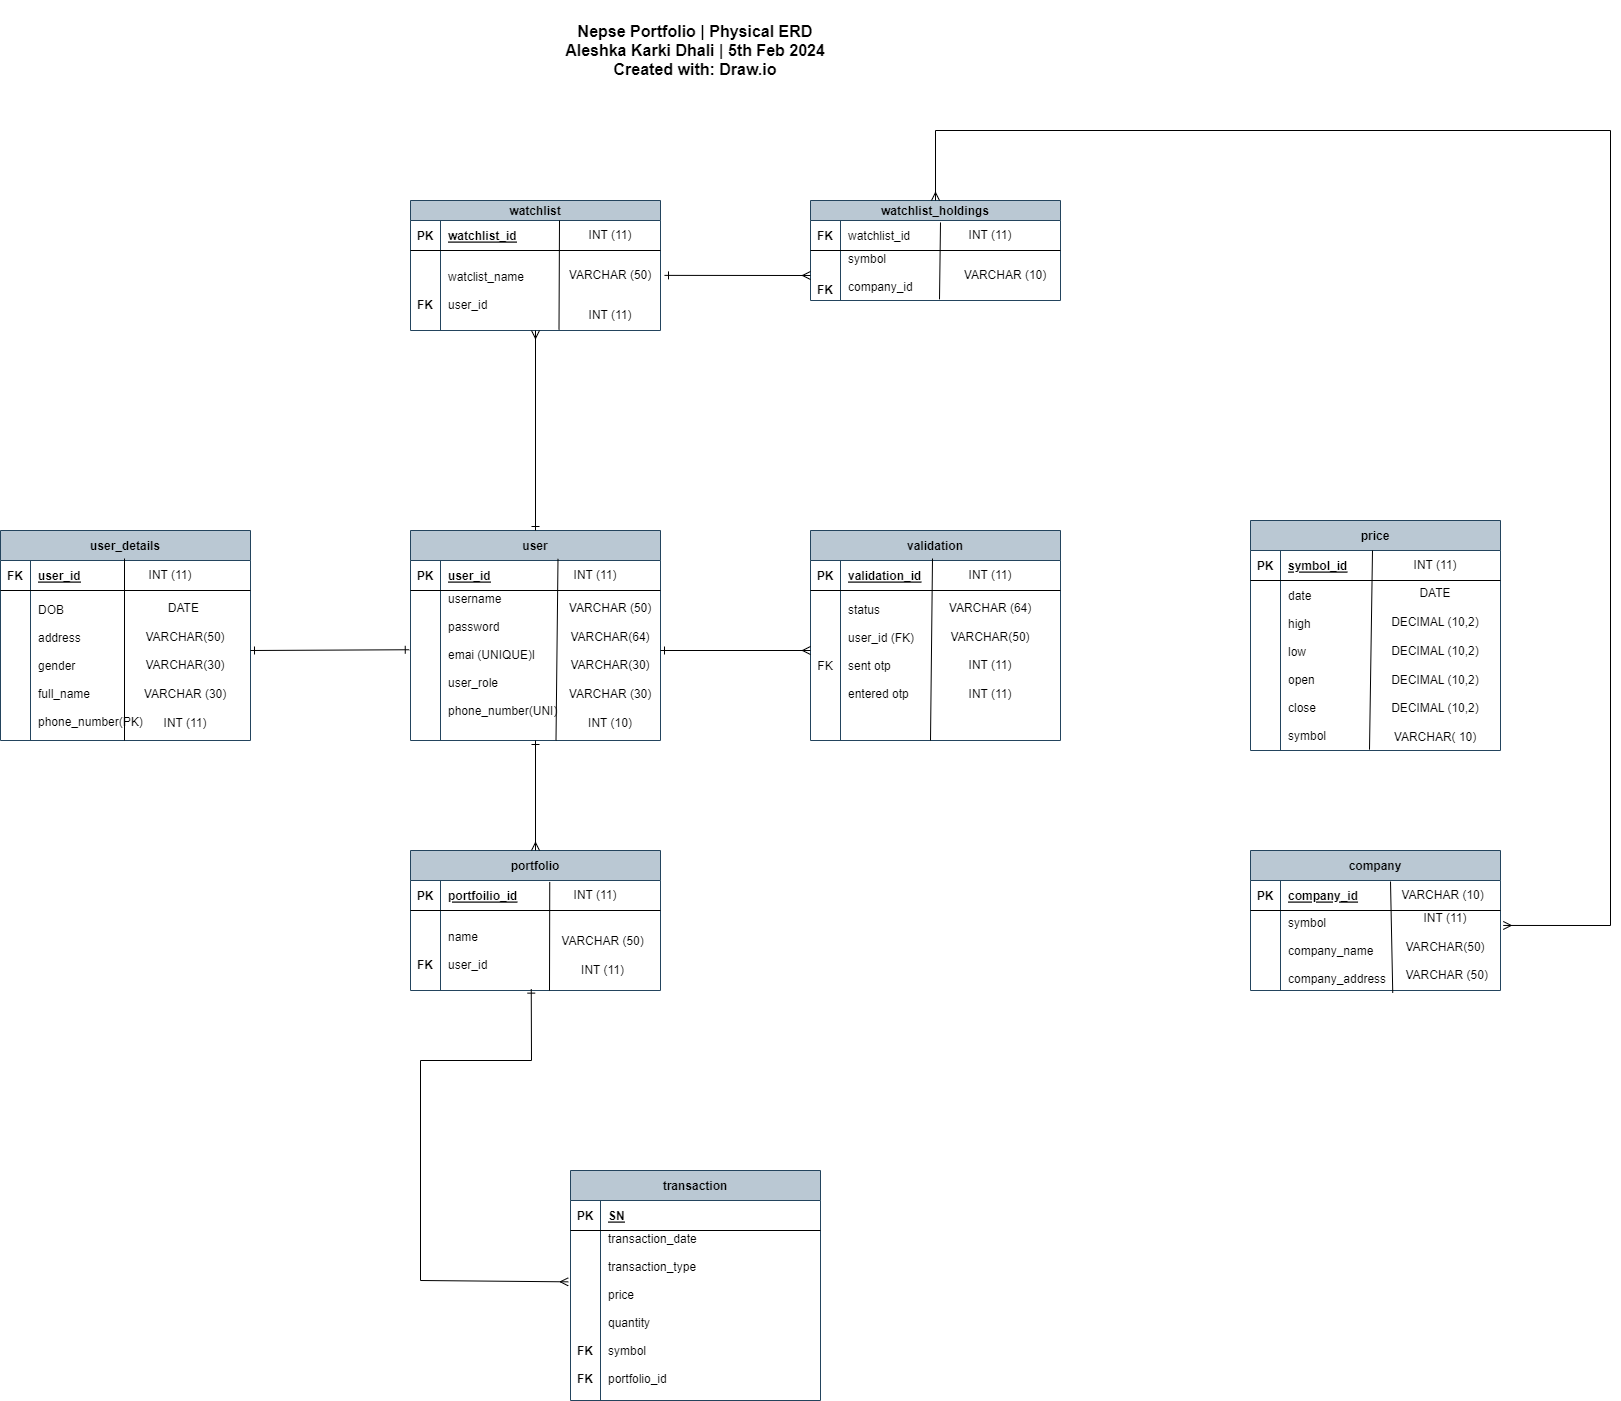 Nepse Portfolio | Physical ERD
Aleshka Karki Dhali | 5th Feb 2024
Created with: Draw.io
watchlist
PK watchlist_id INT (11)
watclist_name VARCHAR (50)
FK user_id
INT (11)
watchlist_holdings
FK watchlist_id INT (11)
symbol
VARCHAR (10)
FK company_id
user_details
FK user_id INT (11)
DOB DATE
address VARCHAR(50)
gender VARCHAR(30)
full_name VARCHAR (30)
phone_number(PK) INT (11)
user
PK user_id INT (11)
username VARCHAR (50)
password VARCHAR(64)
emai (UNIQUE)l VARCHAR(30)
user_role VARCHAR (30)
phone_number(UNI) INT (10)
validation
PK validation_id INT (11)
status VARCHAR (64)
user_id (FK) VARCHAR(50)
FK sent otp INT (11)
entered otp INT (11)
price
PK symbol_id INT (11)
date DATE
high DECIMAL (10,2)
low DECIMAL (10,2)
open DECIMAL (10,2)
close DECIMAL (10,2)
symbol VARCHAR( 10)
portfolio
PK portfoilio_id INT (11)
name VARCHAR (50)
FK user_id INT (11)
company
PK company_id VARCHAR (10)
symbol INT (11)
company_name VARCHAR(50)
company_address VARCHAR (50)
transaction
PK SN
transaction_date
transaction_type
price
quantity
FK symbol
FK portfolio_id